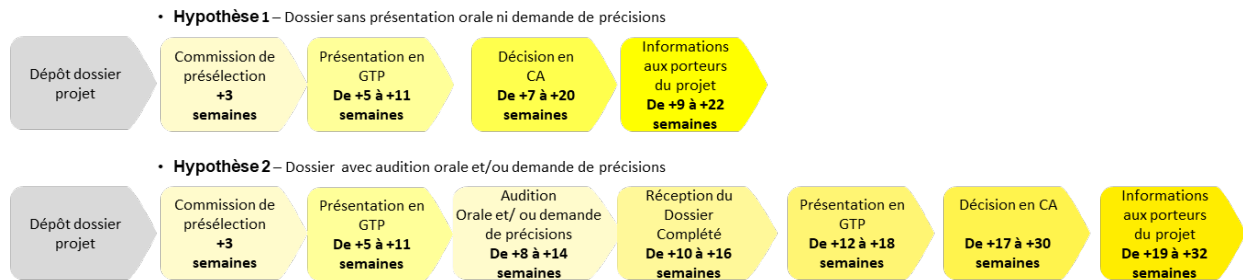 • Hypothèse 1 – Dossier sans présentation orale ni demande de précisions
Dépôt dossier
projet
Commission de
présélection
+3
semaines
Présentation en
GTP
De +5 à +11
semaines
Décision en
CA
De +7 à +20
semaines
Informations
aux porteurs
du projet
De +9 à +22
semaines
• Hypothèse 2 – Dossier avec audition orale et/ou demande de précisions
Dépôt dossier
projet
Commission de
présélection
+3
semaines
Présentation en
GTP
De +5 à +11
semaines
Audition
Orale et/ ou demande
de précisions
De +8 à +14
semaines
Réception du
Dossier
Complété
De +10 à +16
semaines
Présentation en
GTP
De +12 à +18
semaines
Décision en CA
De +17 à +30
semaines
Informations
aux porteurs
du projet
De +19 à +32
semaines